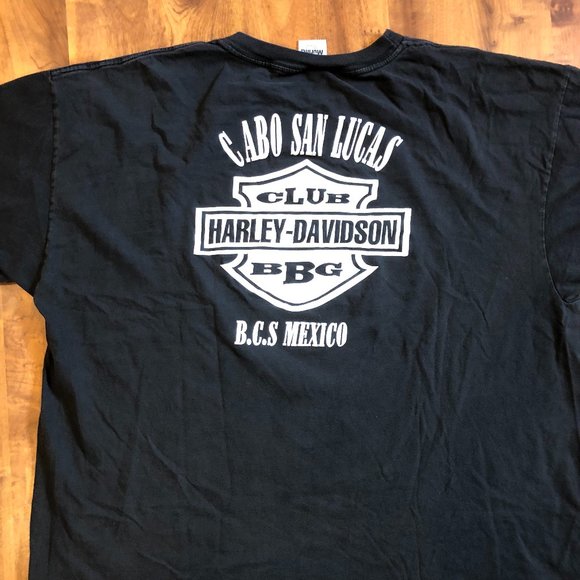 CABO SAN LUCAS
CLUB
HARLEY-DAVIDSON
BBG
B.C.S MEXICO